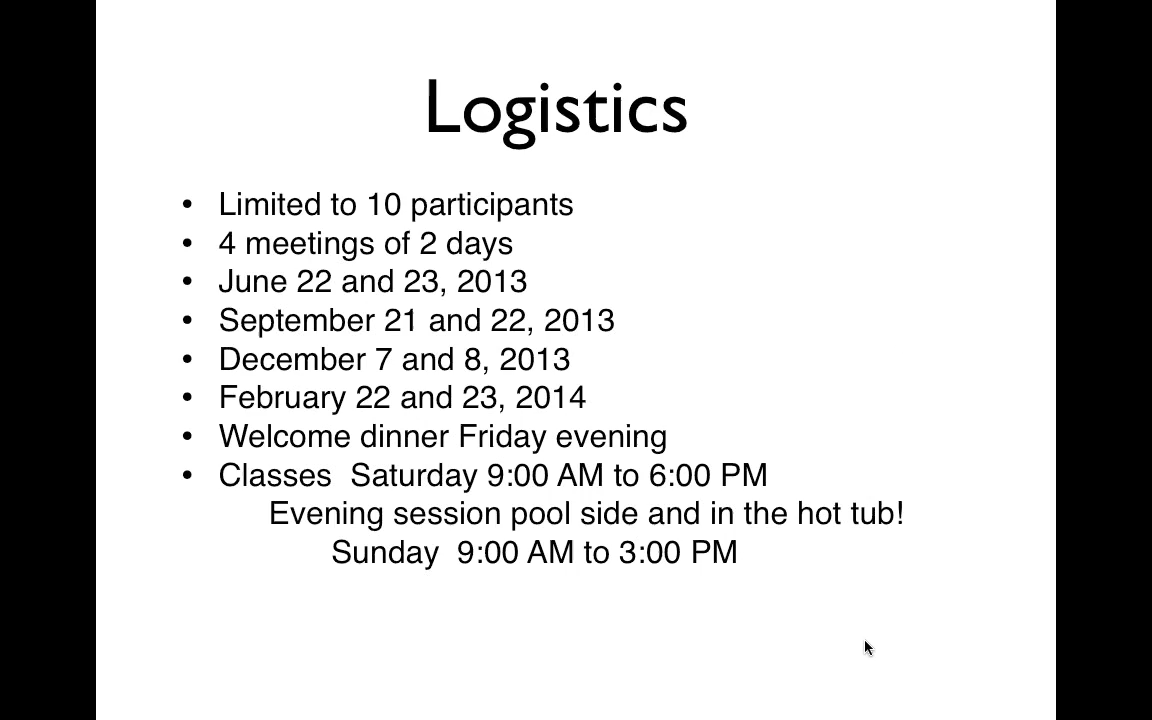 Logistics
• Limited to 10 participants
• 4 meetings of 2 days
• June 22 and 23, 2013
• September 21 and 22, 2013
• December 7 and 8, 2013
• February 22 and 23, 2014
• Welcome dinner Friday evening
• Classes  Saturday 9:00 AM to 6:00 PM
Evening session pool side and in the hot tub!
Sunday  9:00 AM to 3:00 PM